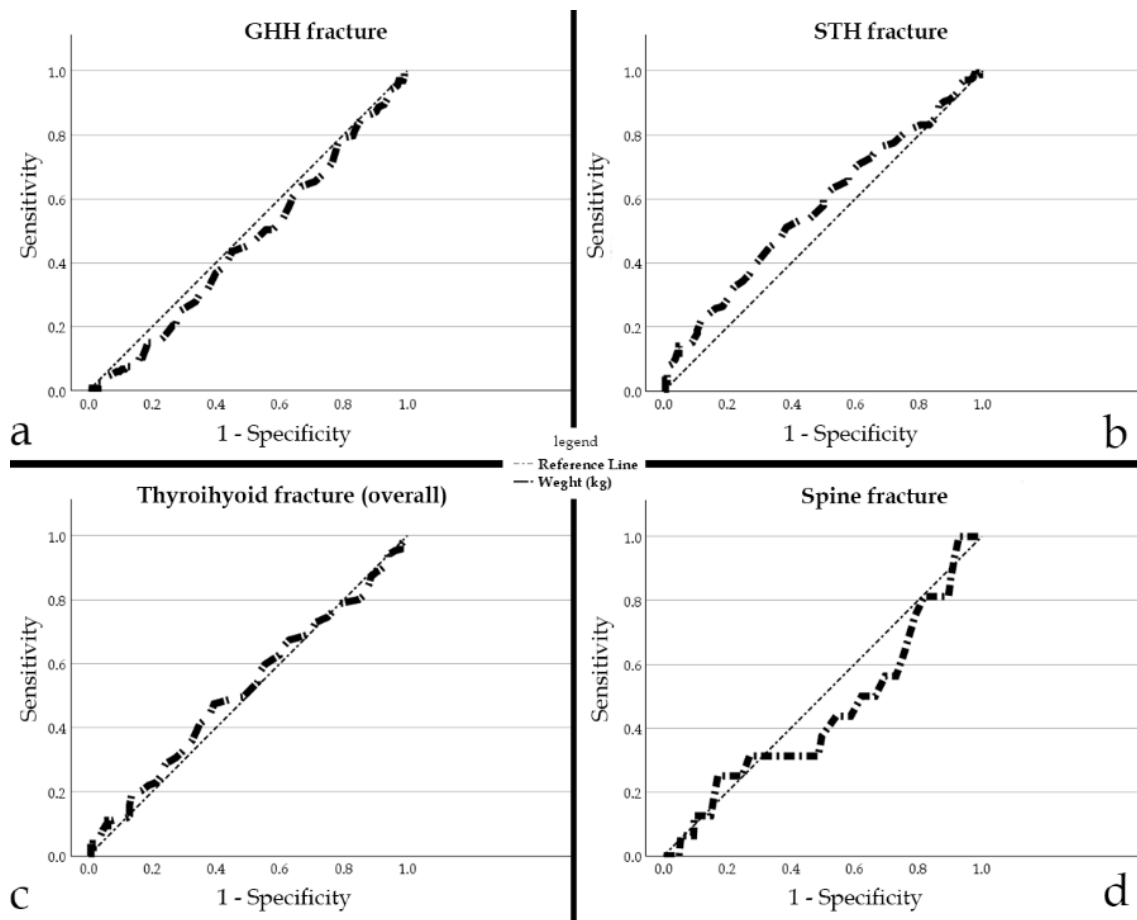 GHH fracture
1.0
0.8
0.6
0.4
0.2
0.0
Sensitivity
0.0 0.2 0.4 0.6 0.8 1.0
1 - Specificity
a
STH fracture
1.0
0.8
0.6
0.4
0.2
0.0
Sensitivity
0.0 0.2 0.4 0.6 0.8 1.0
1 - Specificity
b
legend
Reference Line
Weght (kg)
Thyroihyoid fracture (overall)
1.0
0.8
0.6
0.4
0.2
0.0
Sensitivity
0.0 0.2 0.4 0.6 0.8 1.0
1 - Specificity
c
Spine fracture
1.0
0.8
0.6
0.4
0.2
0.0
Sensitivity
0.0 0.2 0.4 0.6 0.8 1.0
1 - Specificity
d